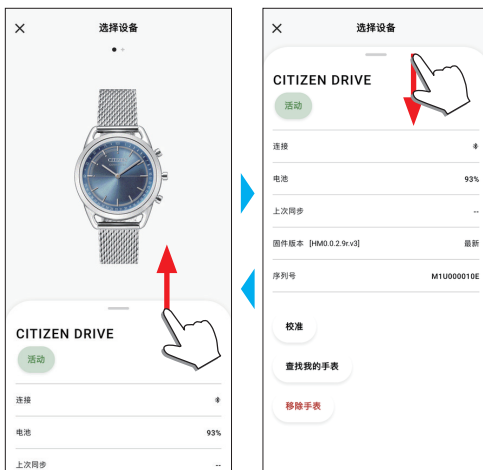 × 选择设备
CITIZEN DRIVE
活动
连接
电池 93%
上次同步 --
× 选择设备
CITIZEN DRIVE
活动
连接
电池 93%
上次同步 --
固件版本 [HM0.0.2.9r.v3] 最新
序列号 M1U000010E
校准
查找我的手表
移除手表